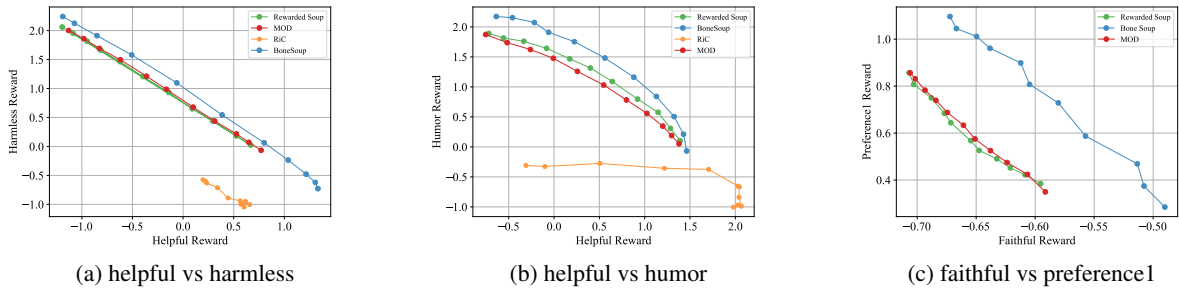 2.0
1.5
1.0
0.5
0.0
−0.5
−1.0
Harmless Reward
−1.0
−0.5
0.0
0.5
1.0
Helpful Reward
Rewarded Soup
MOD
RiC
BoneSoup
(a) helpful vs harmless
2.0
1.5
1.0
0.5
0.0
−0.5
−1.0
Humor Reward
−0.5
0.0
0.5
1.0
1.5
2.0
Helpful Reward
Rewarded Soup
BoneSoup
RiC
MOD
(b) helpful vs humor
1.0
0.8
0.6
0.4
Preference Reward
−0.70
−0.65
−0.60
−0.55
−0.50
Faithful Reward
Rewarded Soup
Bone Soup
MOD
(c) faithful vs preference1